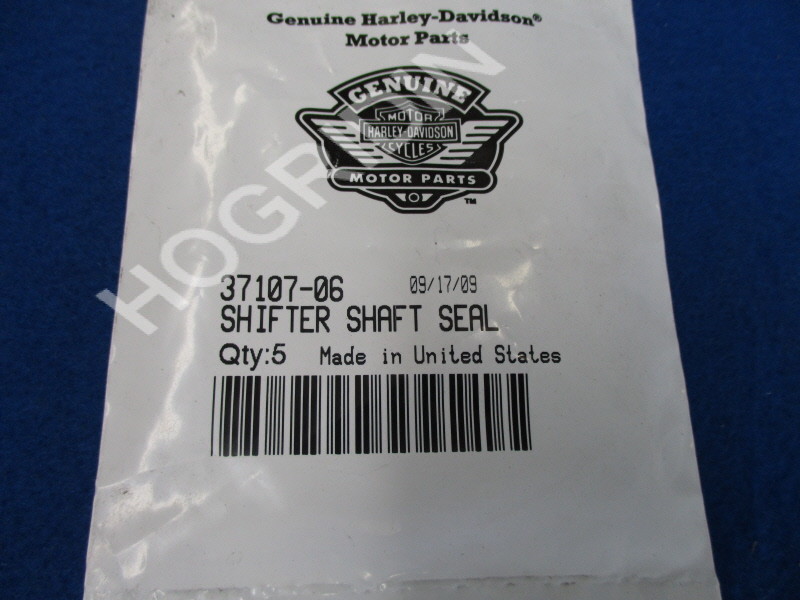 Genuine Harley-Davidson®
Motor Parts
GENUINE
MOTOR
HARLEY-DAVIDSON
CYCLES
MOTOR PARTS
TM
37107-06 09/17/09
SHIFTER SHAFT SEAL
Qty:5 Made in United States